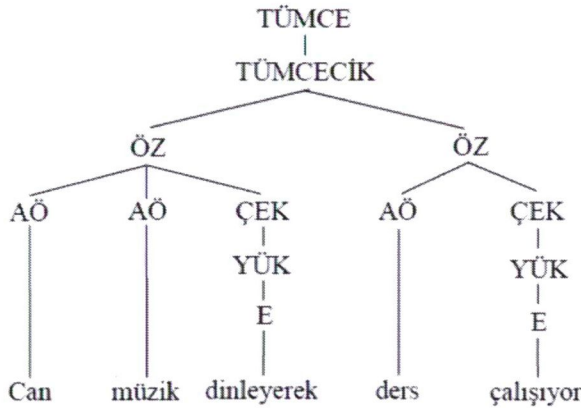 TÜMCE
TÜMCECİK
ÖZ ÖZ
AÖ AÖ ÇEK AÖ ÇEK
YÜK YÜK
E E
Can müzik dinleyerek ders çalışıyor